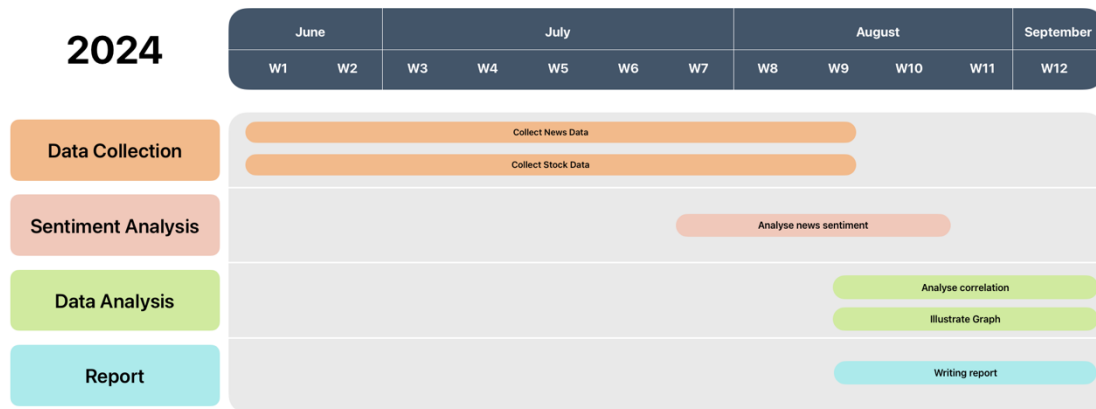 2024
June July August September
W1 W2 W3 W4 W5 W6 W7 W8 W9 W10 W11 W12
Data Collection
Collect News Data
Collect Stock Data
Sentiment Analysis
Analyse news sentiment
Data Analysis
Analyse correlation
Illustrate Graph
Report
Writing report